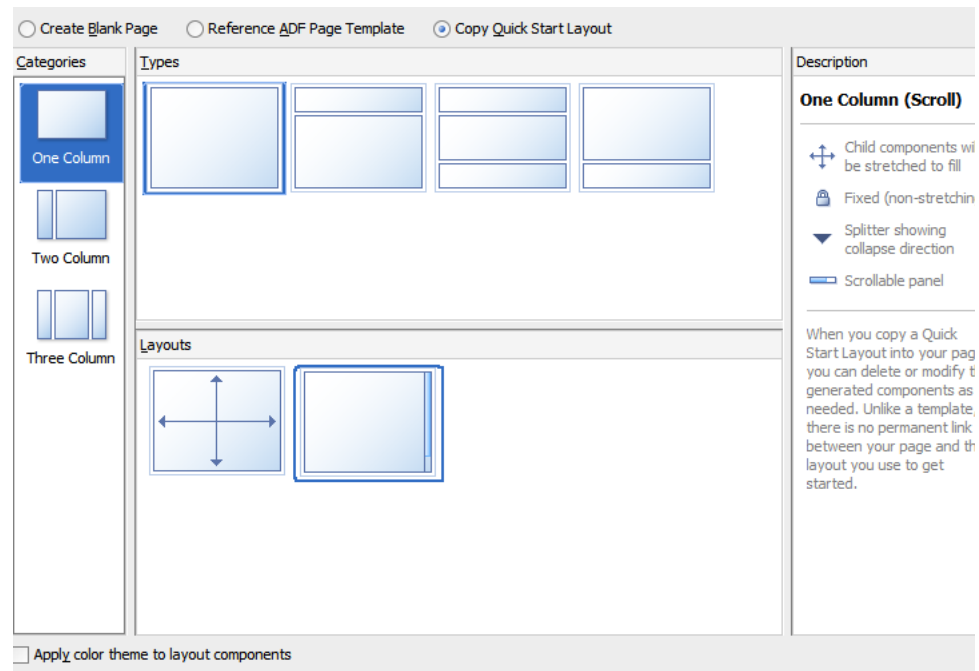 Create Blank Page Reference ADF Page Template Copy Quick Start Layout
Categories
One Column
Two Column
Three Column
Types
Layouts
Description
One Column (Scroll)
Child components wi
be stretched to fill
Fixed (non-stretchin
Splitter showing
collapse direction
Scrollable panel
When you copy a Quick
Start Layout into your pag
you can delete or modify th
generated components as
needed. Unlike a template,
there is no permanent link
between your page and th
layout you use to get
started.
Apply color theme to layout components